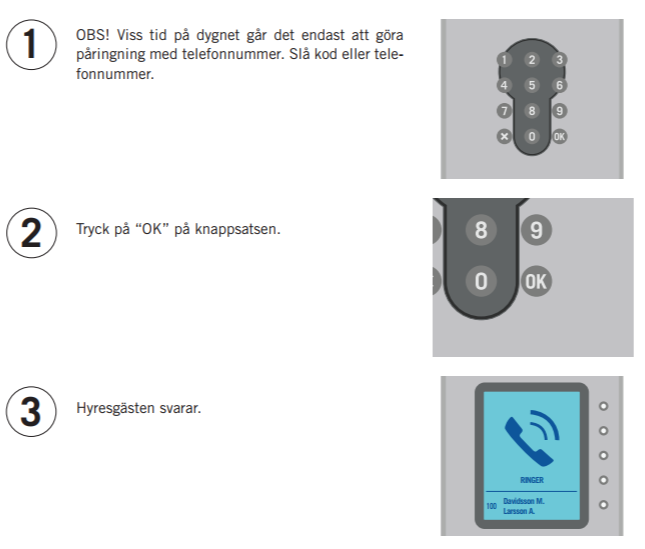 1
OBS! Viss tid på dygnet går det endast att göra
påringning med telefonnummer. Slå kod eller tele-
fonnummer.
1 2 3
4 5 6
7 8 9
× 0 OK
2
Tryck på “OK” på knappsatsen.
8 9
0 OK
3
Hyresgästen svarar.
RINGER
100 Davidsson M.
Larsson A.